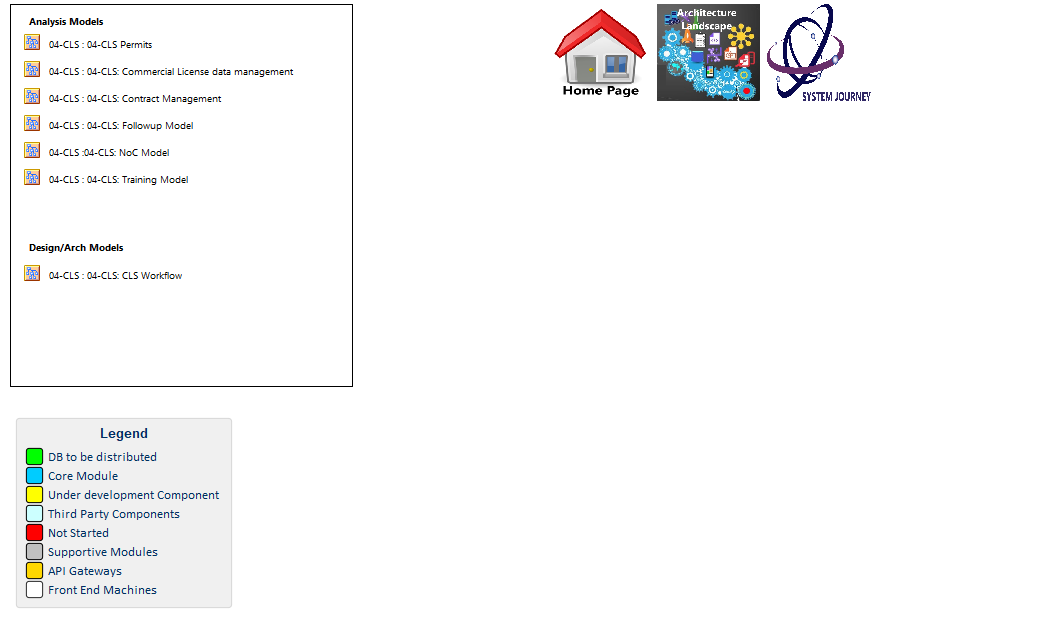 Analysis Models
04-CLS : 04-CLS Permits
04-CLS : 04-CLS: Commercial License data management
04-CLS : 04-CLS: Contract Management
04-CLS : 04-CLS: Followup Model
04-CLS :04-CLS: NoC Model
04-CLS : 04-CLS: Training Model
Design/Arch Models
04-CLS : 04-CLS: CLS Workflow
Home Page
Architecture
Landscape
SYSTEM JOURNEY
Legend
DB to be distributed
Core Module
Under development Component
Third Party Components
Not Started
Supportive Modules
API Gateways
Front End Machines